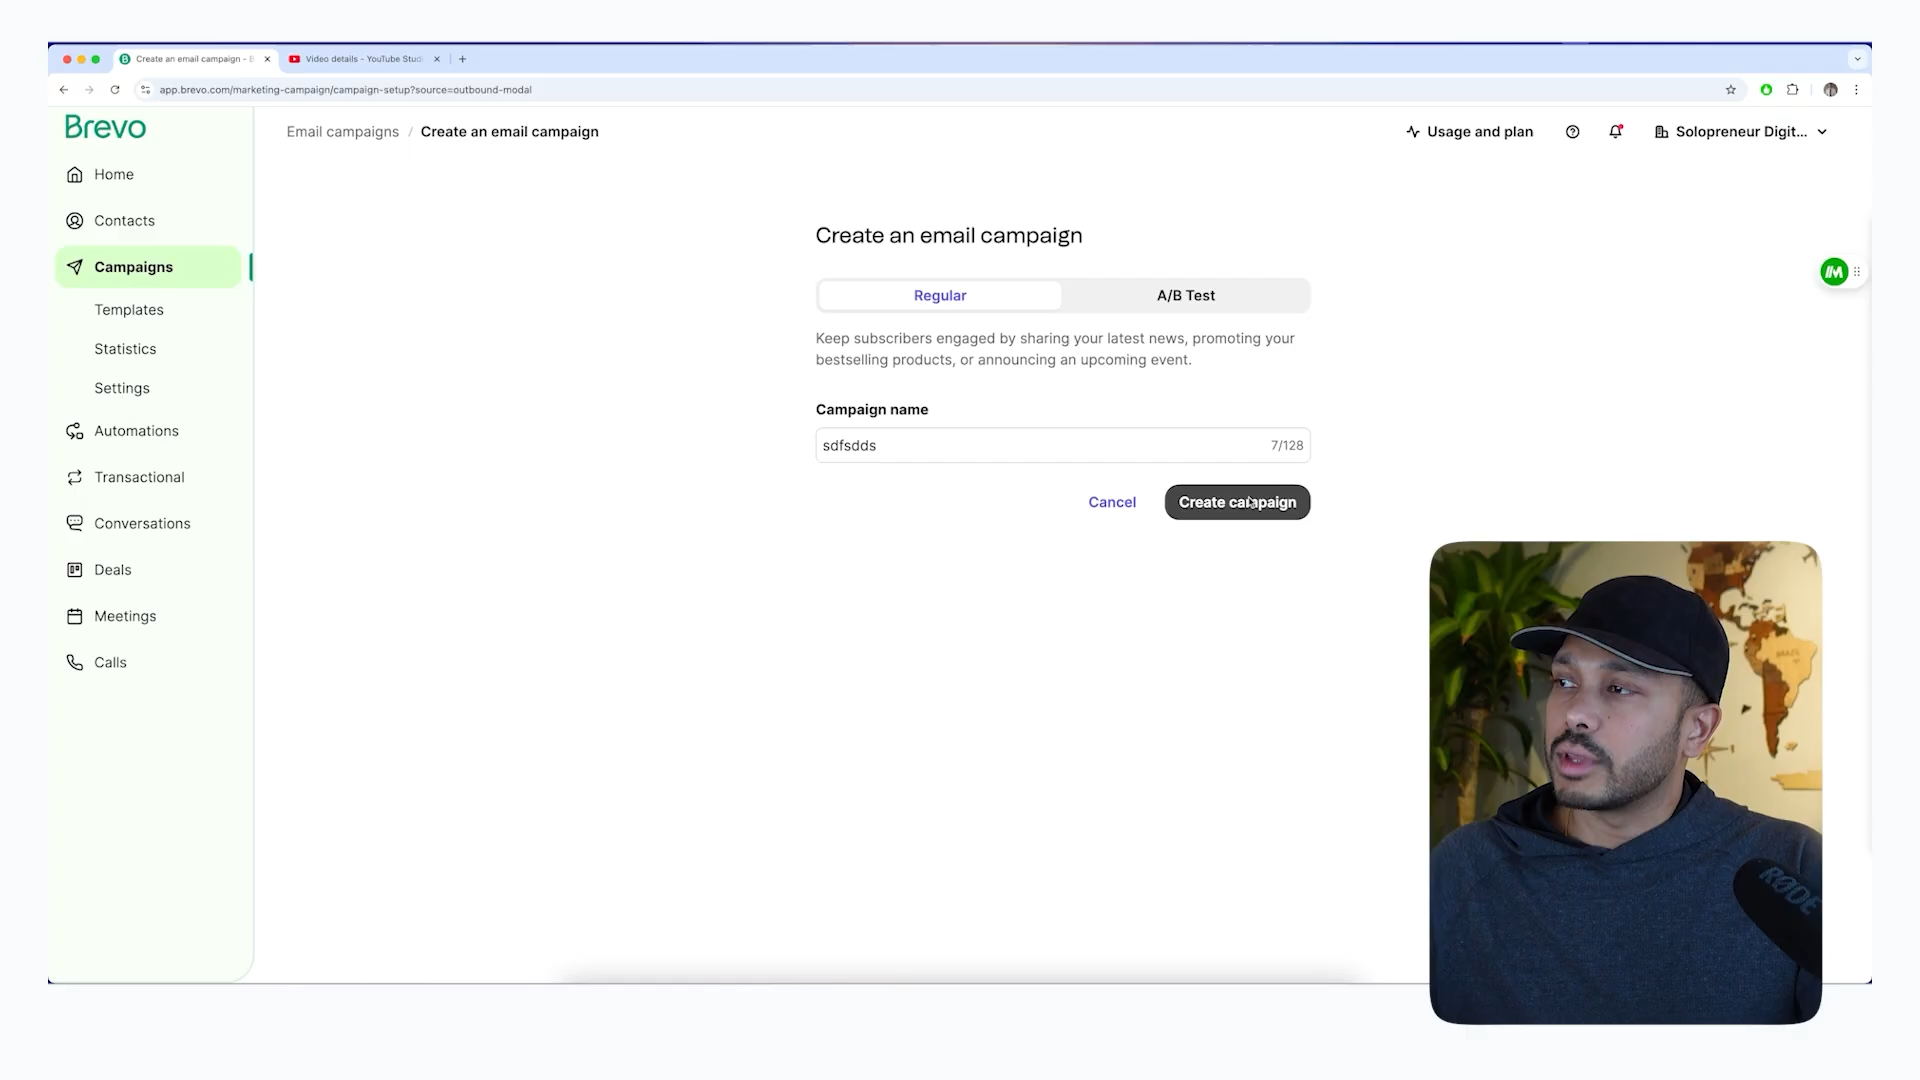 Create an email campaign - B
Video details - YouTube Stud
app.brevo.com/marketing-campaign/campaign-setup?source=outbound-modal
Brevo
Email campaigns / Create an email campaign
Usage and plan
Solopreneur Digit...
Home
Contacts
Campaigns
Templates
Statistics
Settings
Automations
Transactional
Conversations
Deals
Meetings
Calls
Create an email campaign
Regular
A/B Test
Keep subscribers engaged by sharing your latest news, promoting your
bestselling products, or announcing an upcoming event.
Campaign name
sdfsdds
7/128
Cancel
Create campaign
BRAZIL
RØDE